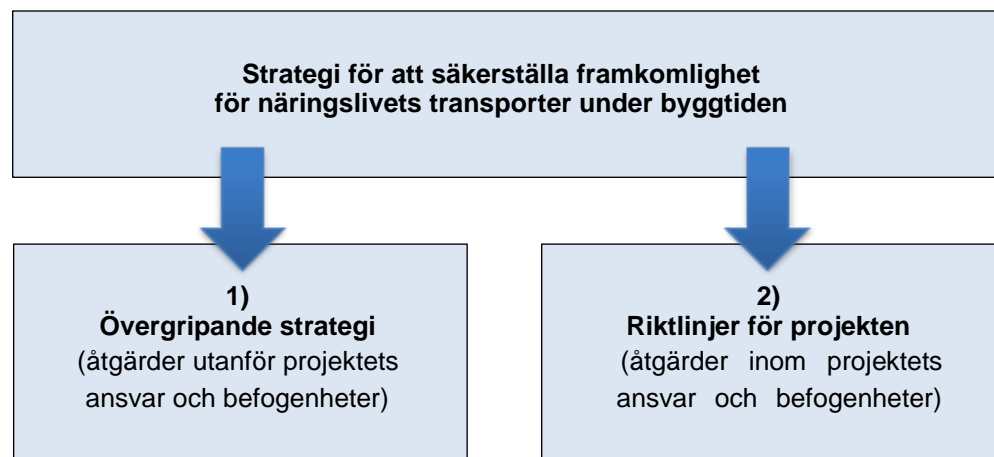 Strategi för att säkerställa framkomlighet
för näringslivets transporter under byggtiden
1)
Övergripande strategi
(åtgärder utanför projektets
ansvar och befogenheter)
2)
Riktlinjer för projekten
(åtgärder inom projektets
ansvar och befogenheter)